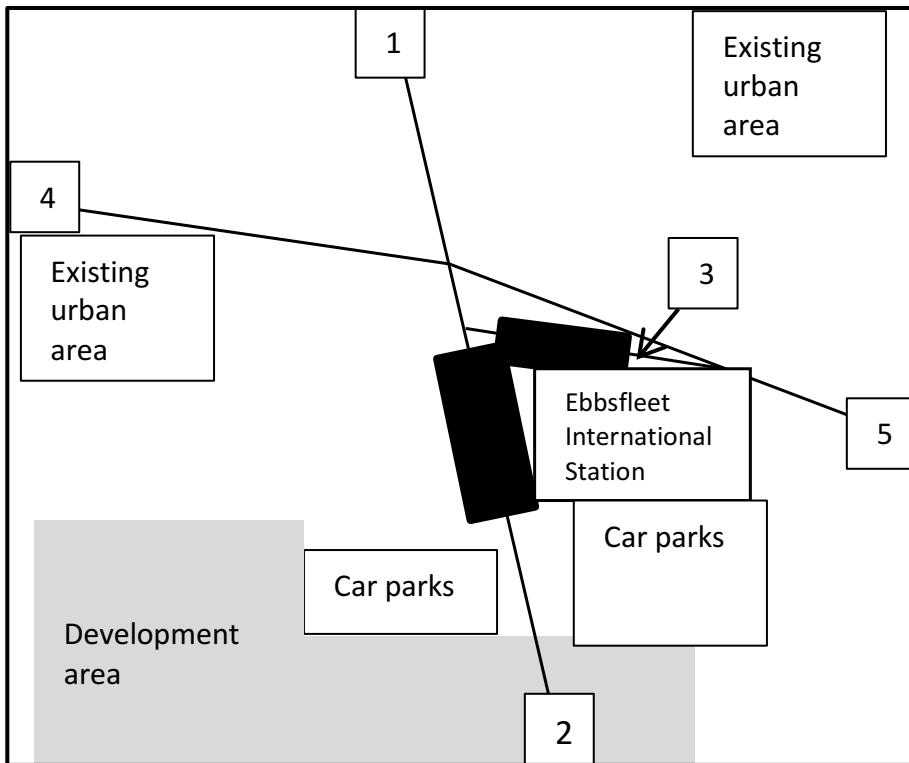 1
Existing
urban
area
4
Existing
urban
area
3
Ebbsfleet
International
Station
5
Car parks
Car parks
Development
area
2